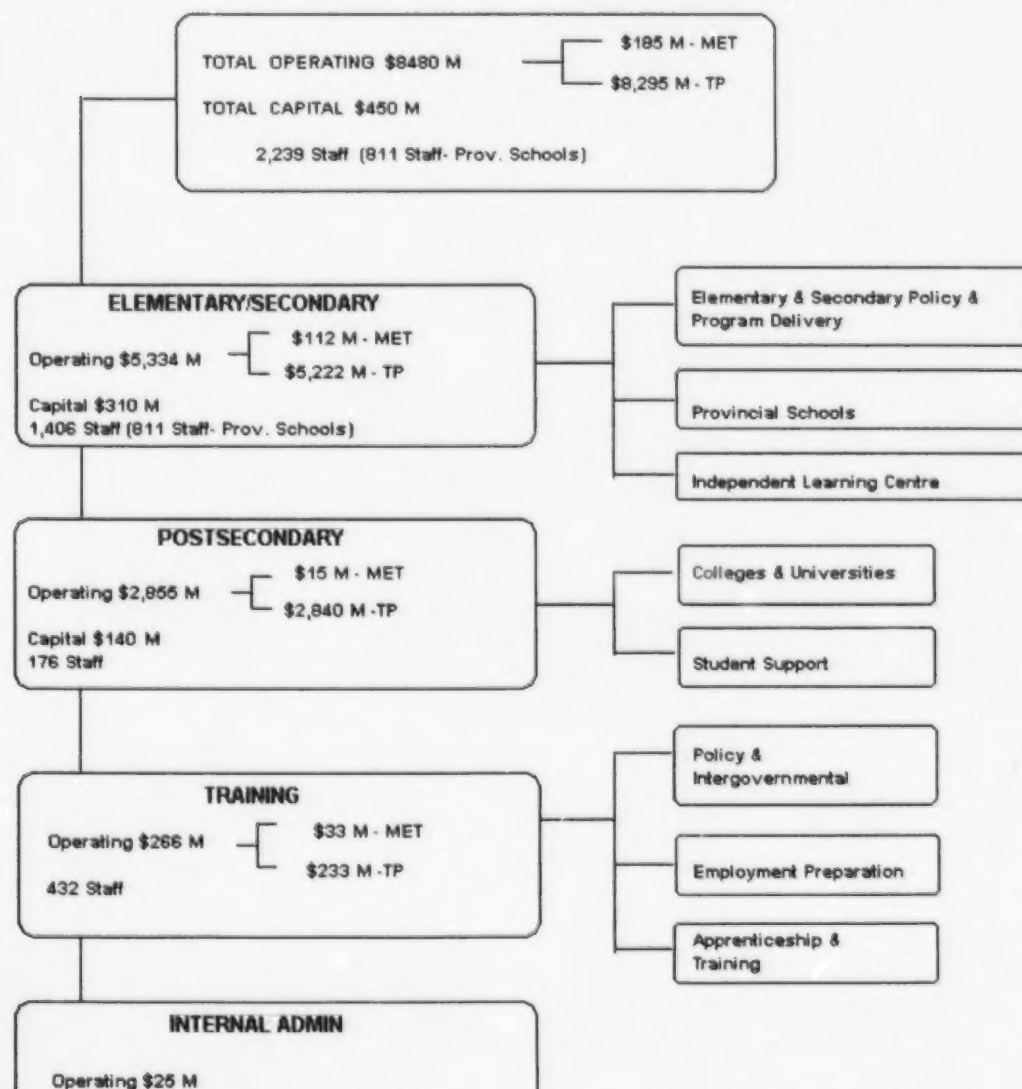 TOTAL OPERATING $8480 M
$185 M - MET
$8,295 M - TP
TOTAL CAPITAL $450 M
2,239 Staff (811 Staff- Prov. Schools)
ELEMENTARY/SECONDARY
Operating $5,334 M
$112 M - MET
$5,222 M - TP
Capital $310 M
1,406 Staff (811 Staff- Prov. Schools)
Elementary & Secondary Policy &
Program Delivery
Provincial Schools
Independent Learning Centre
POSTSECONDARY
Operating $2,855 M
$15 M - MET
$2,840 M -TP
Capital $140 M
176 Staff
Colleges & Universities
Student Support
TRAINING
Operating $266 M
$33 M - MET
$233 M -TP
432 Staff
Policy &
Intergovernmental
Employment Preparation
Apprenticeship &
Training
INTERNAL ADMIN
Operating $25 M